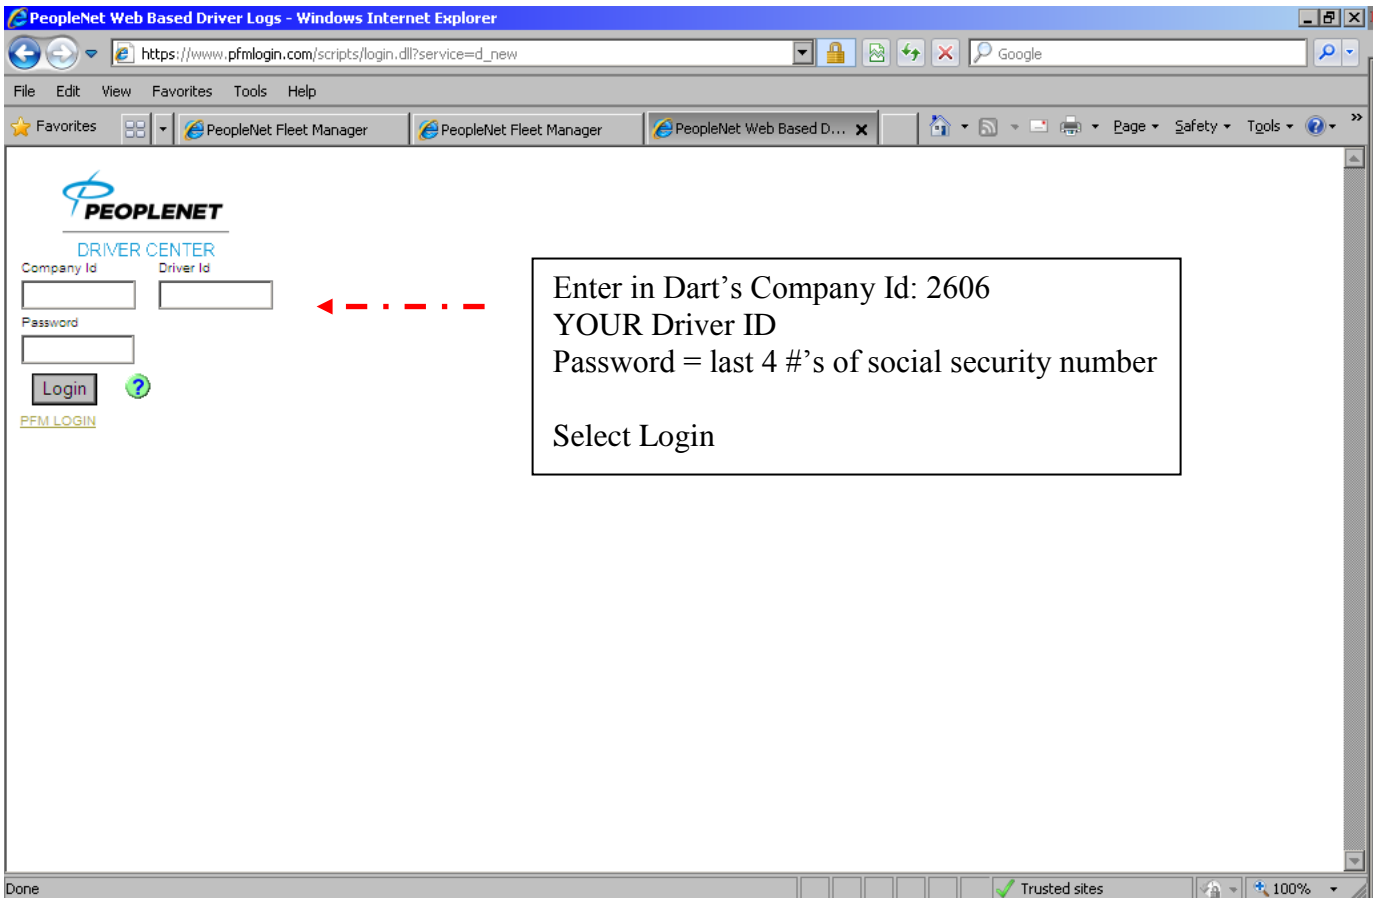 PeopleNet Web Based Driver Logs - Windows Internet Explorer
https://www.pfmlogin.com/scripts/login.dll?service=d_new
Google
File Edit View Favorites Tools Help
Favorites
PeopleNet Fleet Manager
PeopleNet Fleet Manager
PeopleNet Web Based D...
Page Safety Tools
PEOPLENET
DRIVER CENTER
Company Id Driver Id
Password
Login
PFM LOGIN
Enter in Dart's Company Id: 2606
YOUR Driver ID
Password = last 4 #'s of social security number
Select Login
Done
Trusted sites
100%